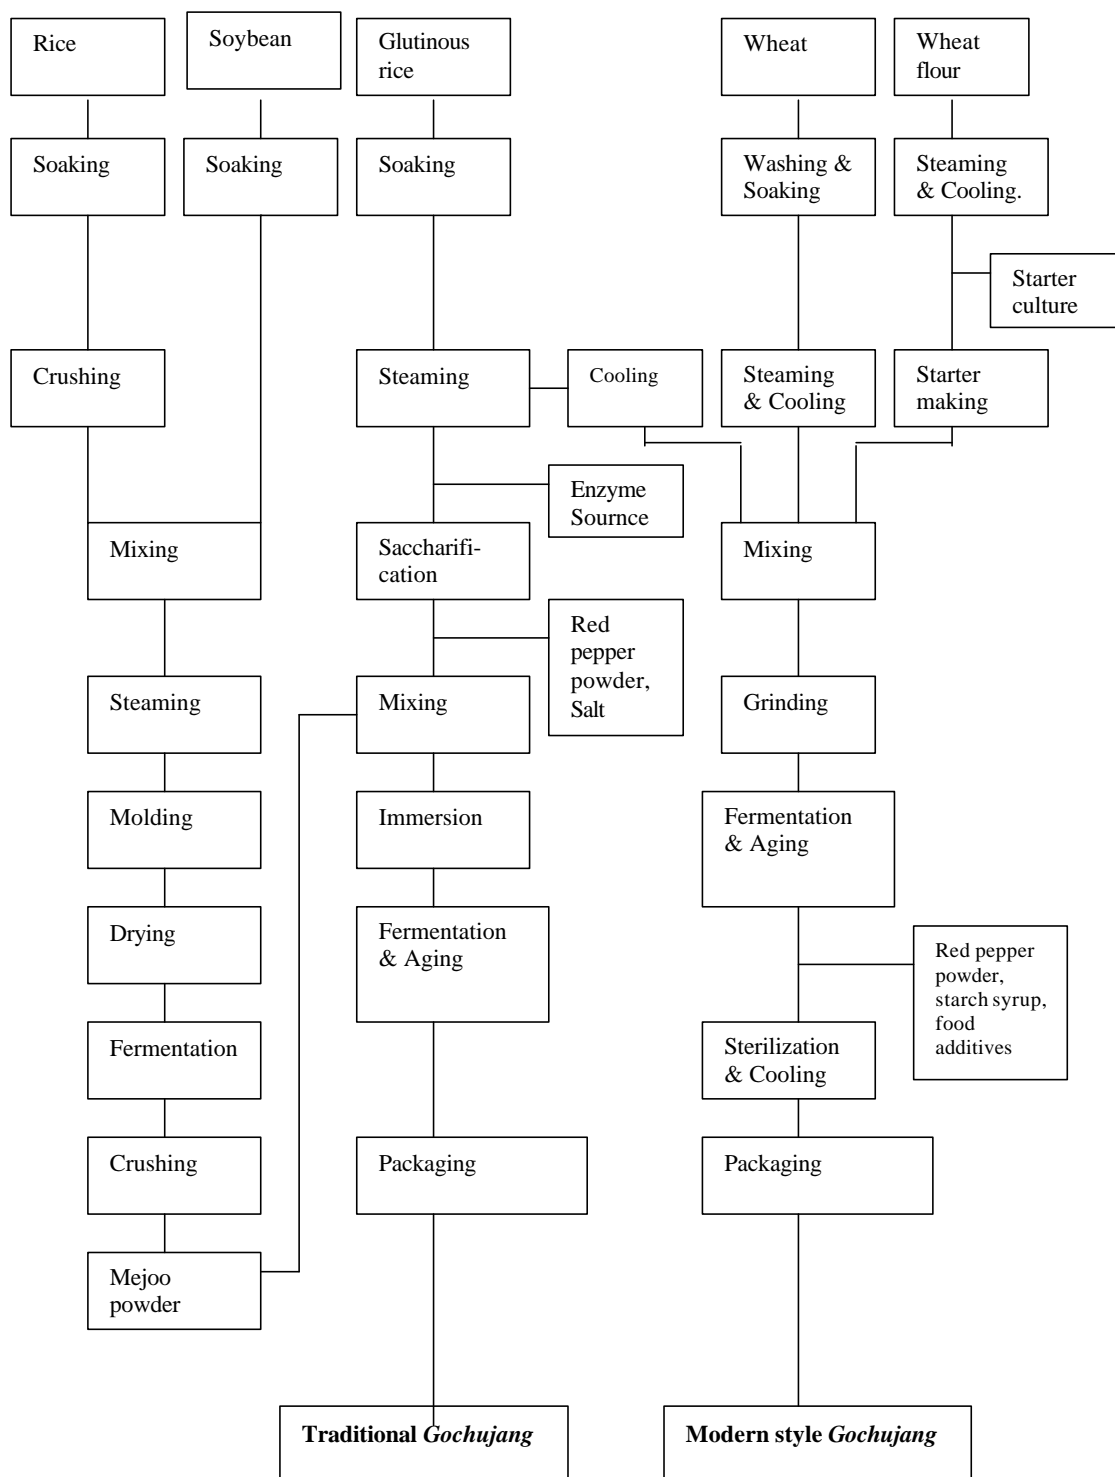 Rice
Soybean
Glutinous
rice
Wheat
Wheat
flour
Soaking
Soaking
Soaking
Washing &
Soaking
Steaming
& Cooling.
Starter
culture
Crushing
Steaming
Cooling
Steaming
& Cooling
Starter
making
Enzyme
Sournce
Mixing
Saccharifi-
cation
Mixing
Red
pepper
powder,
Salt
Steaming
Mixing
Grinding
Molding
Immersion
Fermentation
& Aging
Drying
Fermentation
& Aging
Red pepper
powder,
starch syrup,
food
additives
Fermentation
Sterilization
& Cooling
Crushing
Packaging
Packaging
Mejoo
powder
Traditional Gochujang
Modern style Gochujang